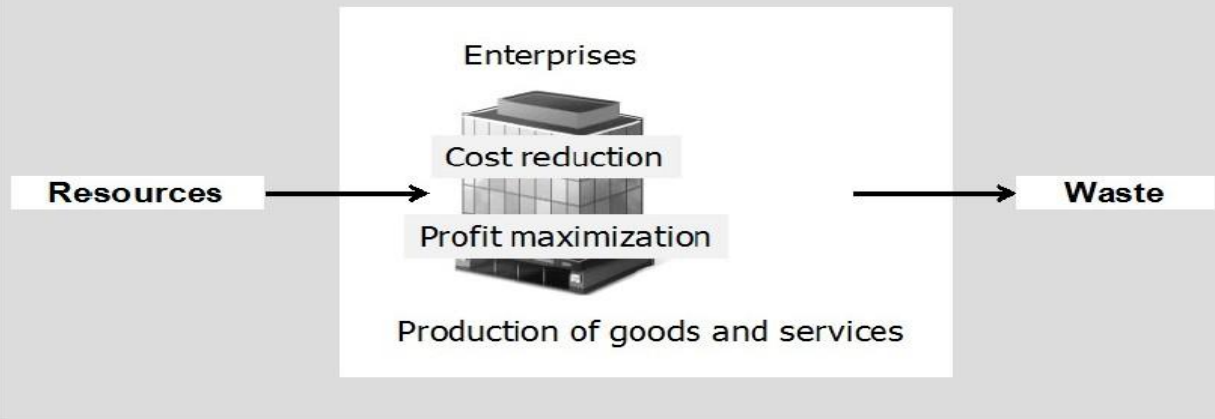 Enterprises
Cost reduction
Resources
Waste
Profit maximization
Production of goods and services